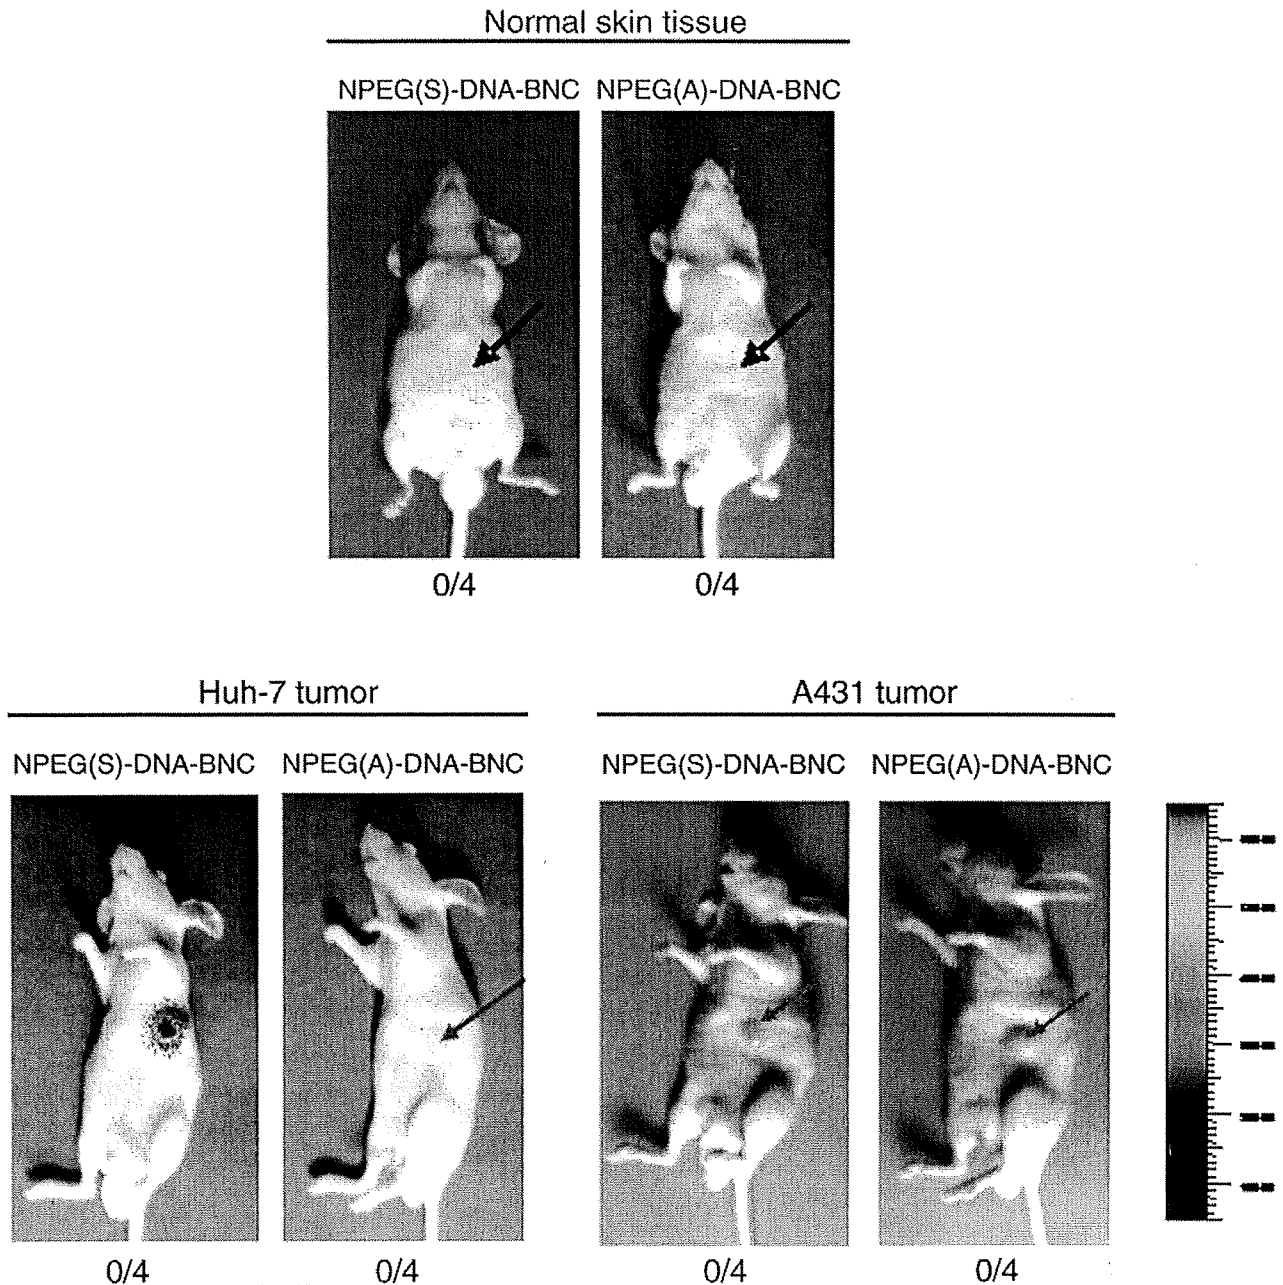 Normal skin tissue
NPEG(S)-DNA-BNC NPEG(A)-DNA-BNC
0/4 0/4
Huh-7 tumor A431 tumor
NPEG(S)-DNA-BNC NPEG(A)-DNA-BNC NPEG(S)-DNA-BNC NPEG(A)-DNA-BNC
0/4 0/4 0/4 0/4